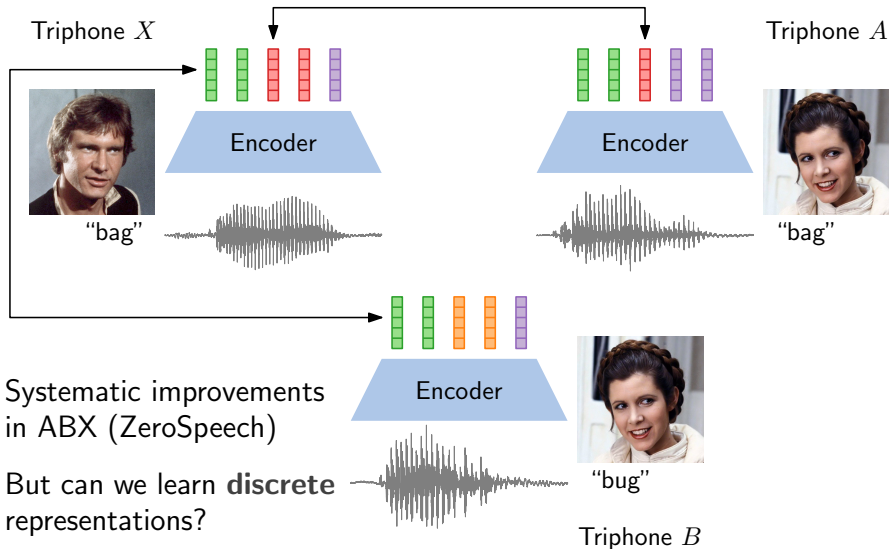 Triphone X
Triphone A
Encoder
Encoder
“bag”
“bag”
Encoder
Systematic improvements
in ABX (ZeroSpeech)
But can we learn discrete
representations?
“bug”
Triphone B